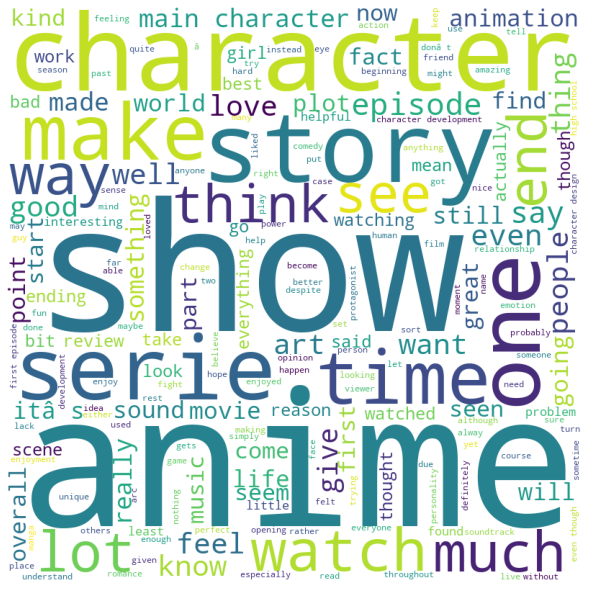 kind
main character
now
animation
feeling
keep
action
use
tell
work
quite
â
instead
eye
girl
fact
donâ t
friend
season
past
try
hard
beginning
might
amazing
best
character
bad
made
world
love
plot
episode
find
thing
high school
many
helpful
character development
make
story
end
liked
comedy
put
anything
actually
thought
way
well
anyone
right
case
mean
got
nice
character design
sense
think
see
good
mind
play
still
say
may
interesting
loved
power
go
watching
even
guy
start
something
show
one
people
far
able
help
human
film
relationship
point
ending
fun
everything
change
become
better
despite
moment
name
great
emotion
two
protagonist
done
maybe
part
set
sort
probably
first episode
bit
review
take
believe
art
said
want
going
someone
development
enjoy
look
fight
opinion
happen
person
let
need
serie
time
hope
enjoyed
looking
viewer
lack
idea
either
rest
itâ s
sound
movie
reason
watched
seen
problem
sure
used
making
although
alway
turn
scene
gets
simply
face
come
first
yet
course
sometime
enjoyment
game
trying
due
anime
overall
really
unique
arc
nothing
music
life
seem
give
thought
felt
personality
definitely
will
manga
others
least
perfect
little
everyone
found
soundtrack
even though
place
enough
opening
rather
lot
feel
watch
much
given
know
understand
romance
especially
read
throughout
live
without